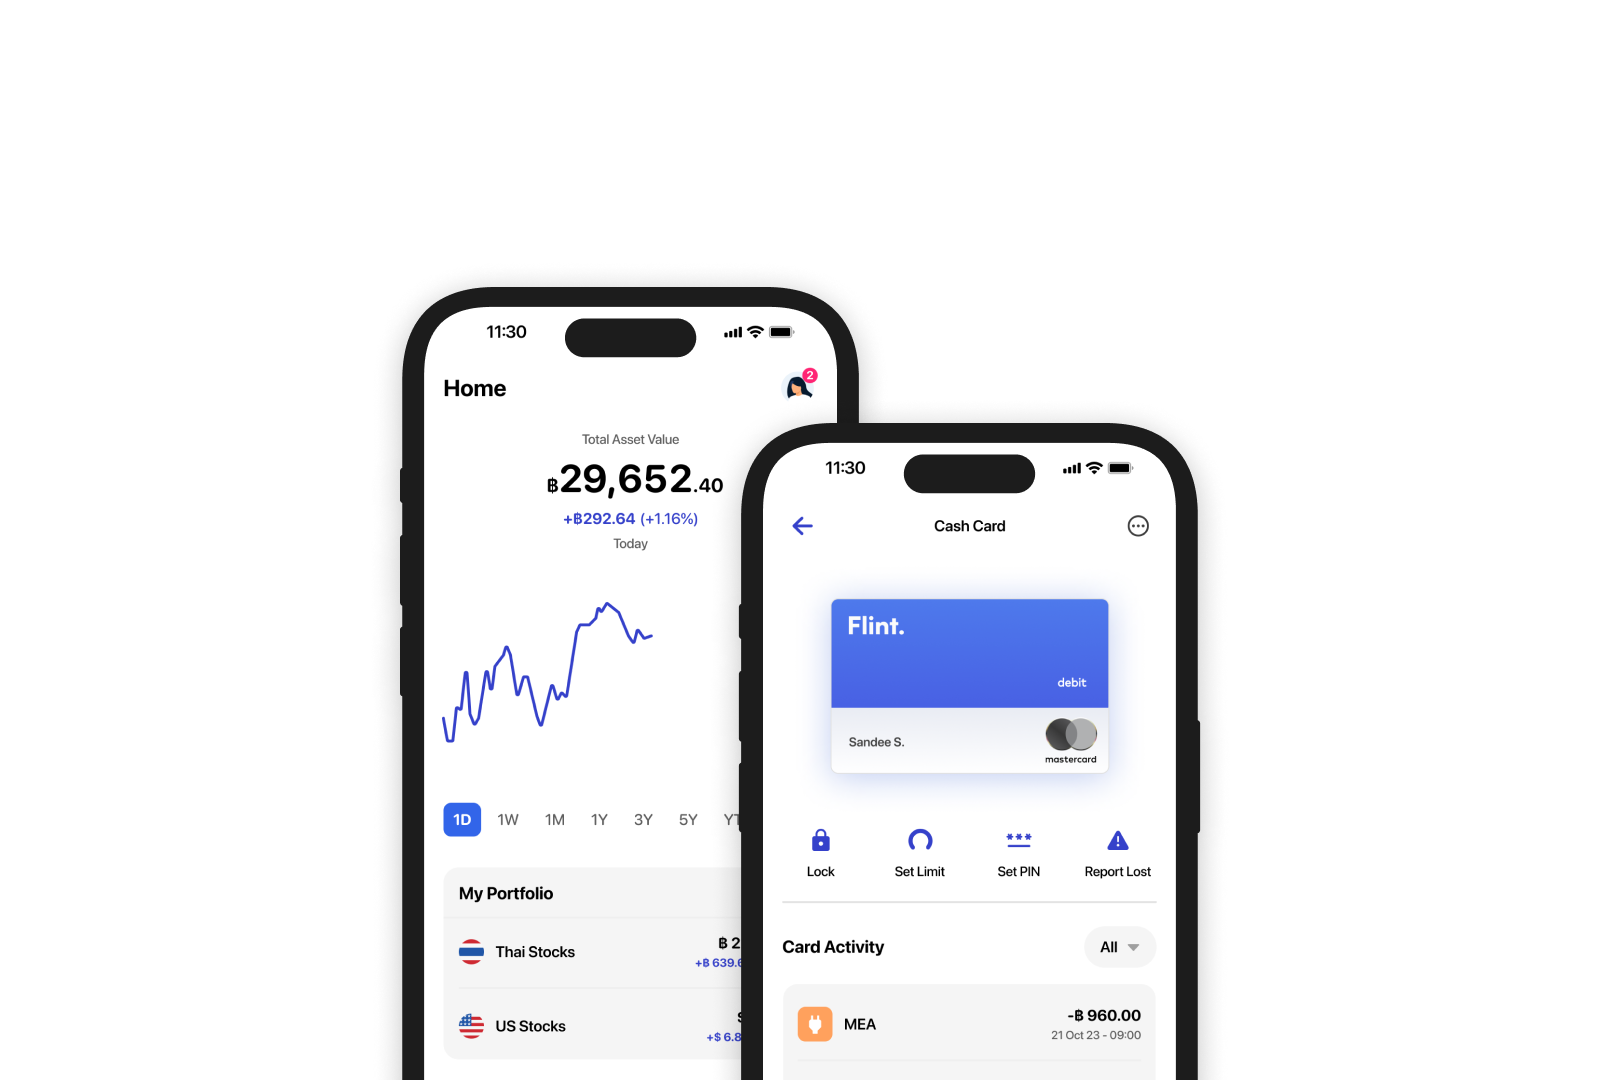 11:30
Home
2
Total Asset Value
฿29,652.40
+฿292.64 (+1.16%)
Today
1D 1W 1M 1Y 3Y 5Y
My Portfolio
Thai Stocks
฿ 2
+฿ 639.6
US Stocks
$
+$ 6.8
11:30
Cash Card
Flint.
debit
Sandee S.
mastercard
Lock
Set Limit
Set PIN
Report Lost
Card Activity
All
MEA
-฿ 960.00
21 Oct 23 - 09:00